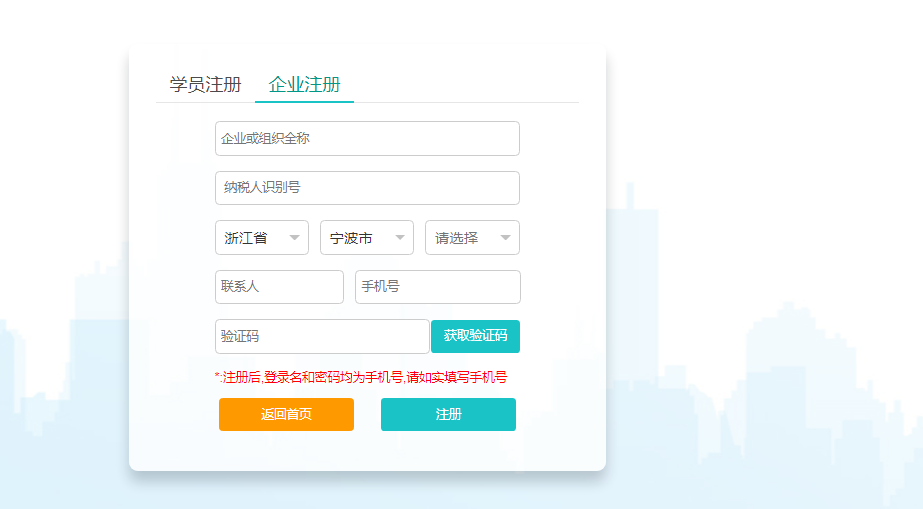 学员注册 企业注册
企业或组织全称
纳税人识别号
浙江省 宁波市 请选择
联系人 手机号
验证码 获取验证码
*:注册后,登录名和密码均为手机号,请如实填写手机号
返回首页 注册